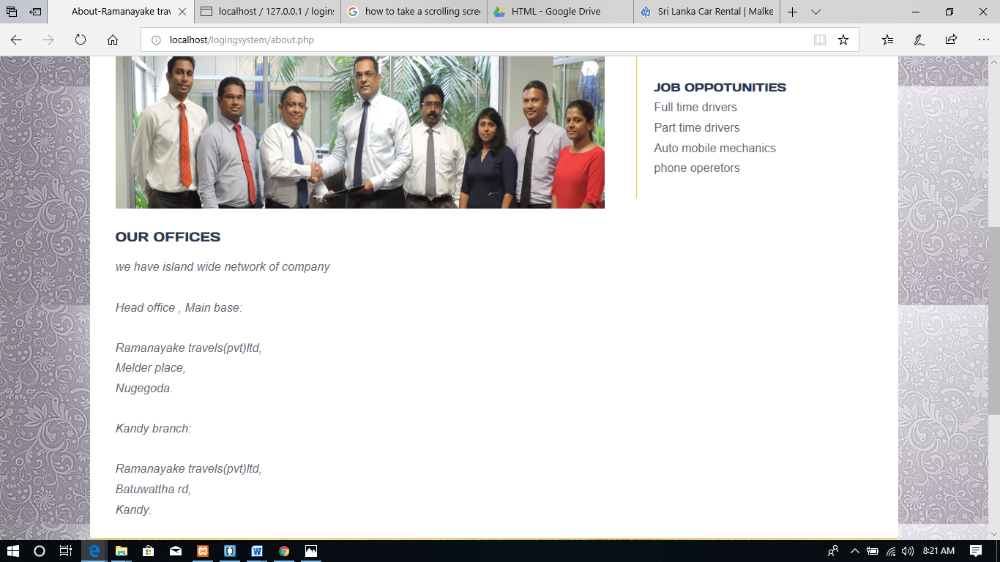 About-Ramanayake trav
localhost / 127.0.0.1 / logins
how to take a scrolling scree
HTML - Google Drive
Sri Lanka Car Rental | Malke
localhost/logingsystem/about.php
JOB OPPOTUNITIES
Full time drivers
Part time drivers
Auto mobile mechanics
phone operetors
OUR OFFICES
we have island wide network of company
Head office , Main base:
Ramanayake travels(pvt)ltd,
Melder place,
Nugegoda.
Kandy branch:
Ramanayake travels(pvt)ltd,
Batuwattha rd,
Kandy.
8:21 AM